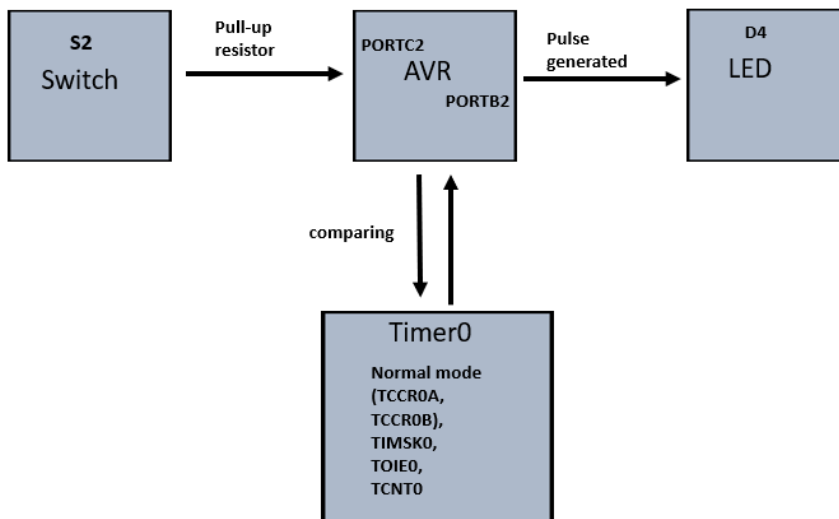 S2
Switch
Pull-up
resistor
PORTC2
AVR
PORTB2
Pulse
generated
D4
LED
comparing
Timer0
Normal mode
(TCCR0A,
TCCR0B),
TIMSK0,
TOIE0,
TCNT0